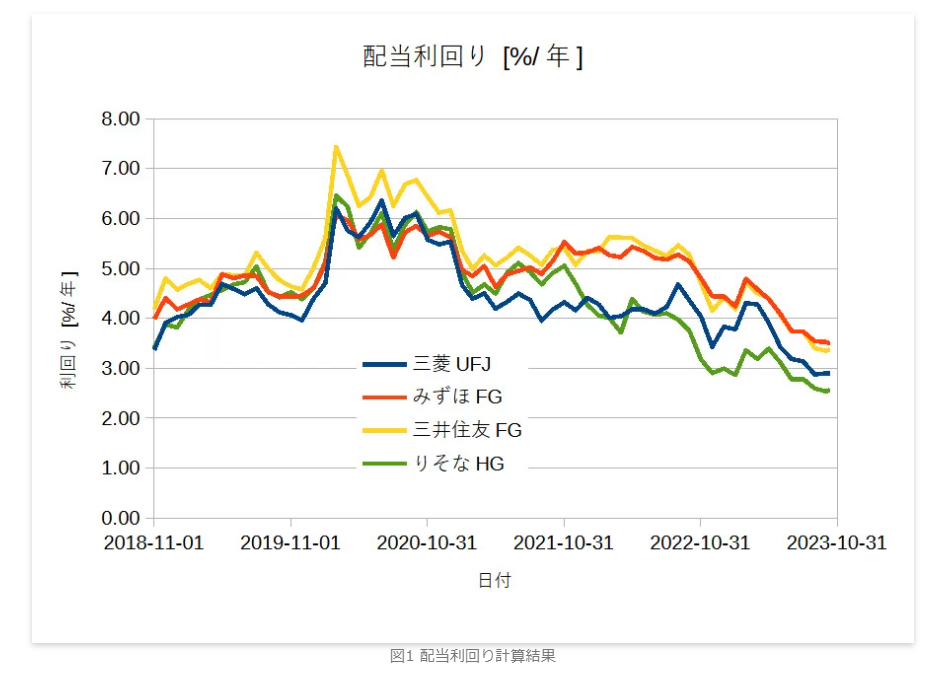 配当利回り [%/ 年 ]
8.00
7.00
6.00
5.00
4.00
3.00
2.00
1.00
0.00
利回り [%/ 年 ]
三菱 UFJ
みずほ FG
三井住友 FG
りそな HG
2018-11-01 2019-11-01 2020-10-31 2021-10-31 2022-10-31 2023-10-31
日付
図1 配当利回り計算結果